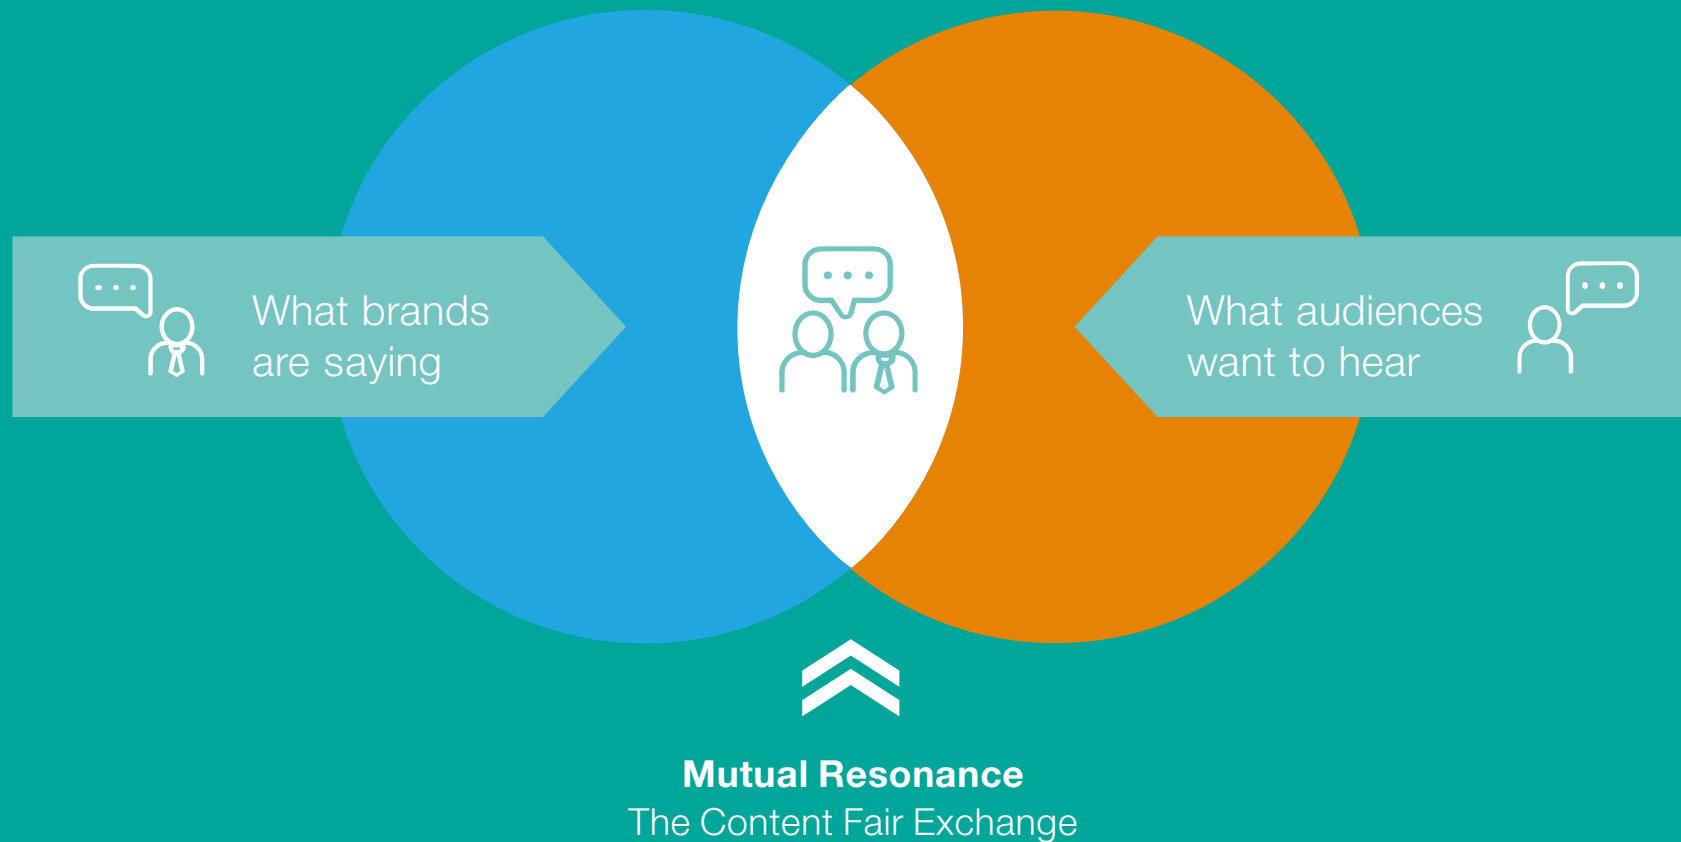 What brands
are saying
What audiences
want to hear
Mutual Resonance
The Content Fair Exchange